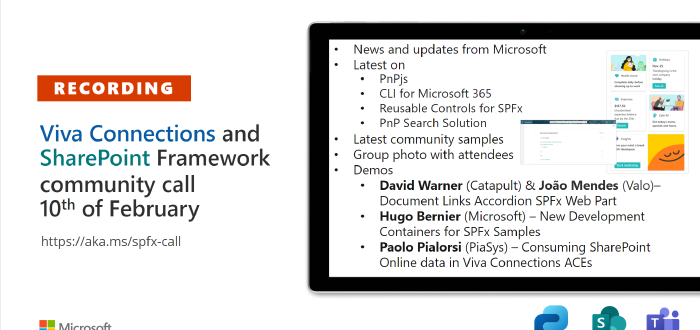 RECORDING
Viva Connections and
SharePoint Framework
community call
10th of February
https://aka.ms/spfx-call
Microsoft
• News and updates from Microsoft
• Latest on
• PnPjs
• CLI for Microsoft 365
• Reusable Controls for SPFx
• PnP Search Solution
• Latest community samples
• Group photo with attendees
• Demos
• David Warner (Catapult) & João Mendes (Valo)–
Document Links Accordion SPFx Web Part
• Hugo Bernier (Microsoft) – New Development
Containers for SPFx Samples
• Paolo Pialorsi (PiaSys) – Consuming SharePoint
Online data in Viva Connections ACEs